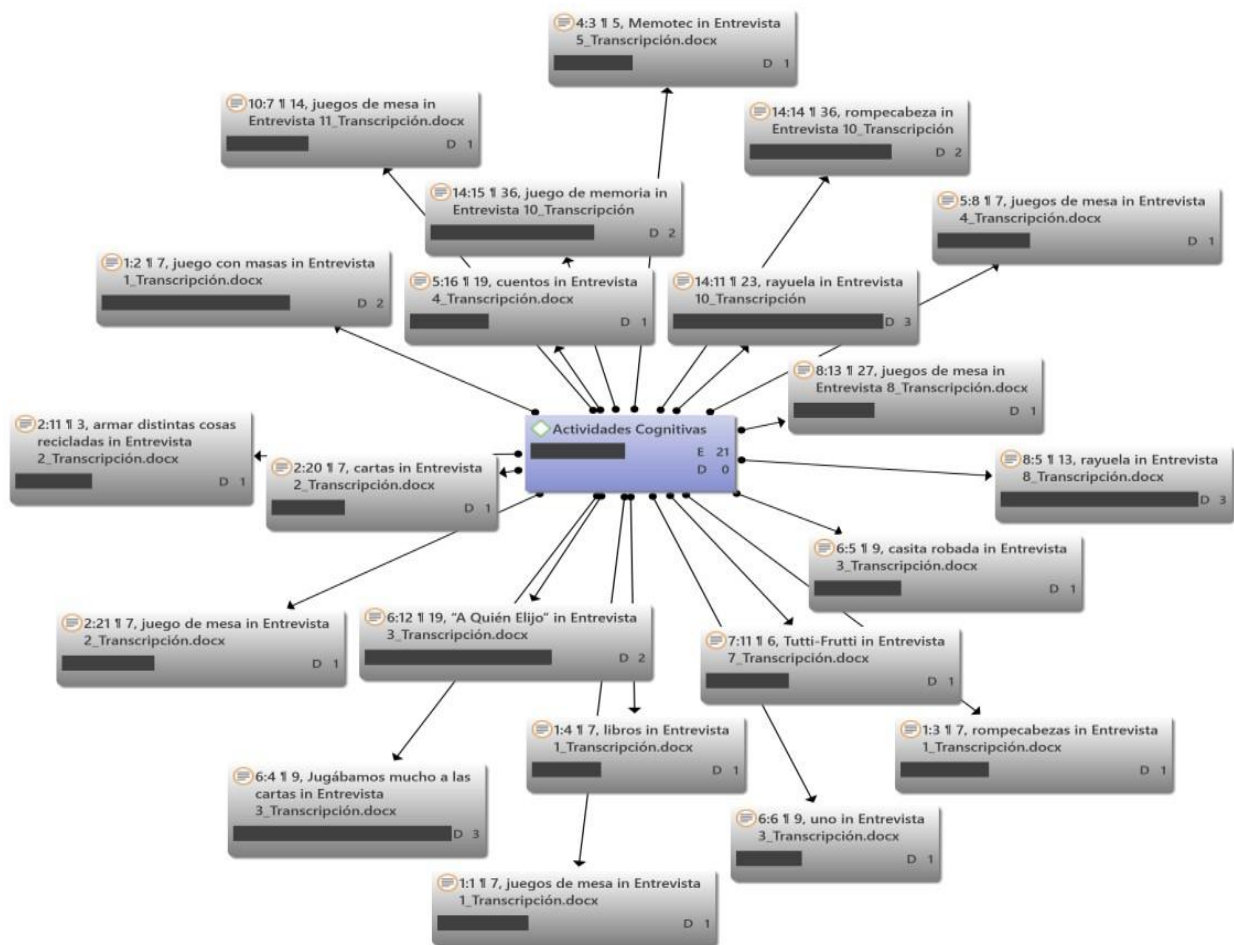 4:3 ¶ 5, Memotec in Entrevista
5_Transcripción.docx
D 1
10:7 ¶ 14, juegos de mesa in
Entrevista 11_Transcripción.docx
D 1
14:14 ¶ 36, rompecabeza in
Entrevista 10_Transcripción
D 2
14:15 ¶ 36, juego de memoria in
Entrevista 10_Transcripción
D 2
5:8 ¶ 7, juegos de mesa in Entrevista
4_Transcripción.docx
D 1
1:2 ¶ 7, juego con masas in Entrevista
1_Transcripción.docx
D 2
5:16 ¶ 19, cuentos in Entrevista
4_Transcripción.docx
D 1
14:11 ¶ 23, rayuela in Entrevista
10_Transcripción
D 3
8:13 ¶ 27, juegos de mesa in
Entrevista 8_Transcripción.docx
D 1
2:11 ¶ 3, armar distintas cosas
recicladas in Entrevista
2_Transcripción.docx
D 1
Actividades Cognitivas
E 21
D 0
2:20 ¶ 7, cartas in Entrevista
2_Transcripción.docx
D 1
8:5 ¶ 13, rayuela in Entrevista
8_Transcripción.docx
D 3
6:5 ¶ 9, casita robada in Entrevista
3_Transcripción.docx
D 1
2:21 ¶ 7, juego de mesa in Entrevista
2_Transcripción.docx
D 1
6:12 ¶ 19, “A Quién Elijo” in Entrevista
3_Transcripción.docx
D 2
7:11 ¶ 6, Tutti-Frutti in Entrevista
7_Transcripción.docx
D 1
1:4 ¶ 7, libros in Entrevista
1_Transcripción.docx
D 1
1:3 ¶ 7, rompecabezas in Entrevista
1_Transcripción.docx
D 1
6:4 ¶ 9, Jugábamos mucho a las
cartas in Entrevista
3_Transcripción.docx
D 3
6:6 ¶ 9, uno in Entrevista
3_Transcripción.docx
D 1
1:1 ¶ 7, juegos de mesa in Entrevista
1_Transcripción.docx
D 1